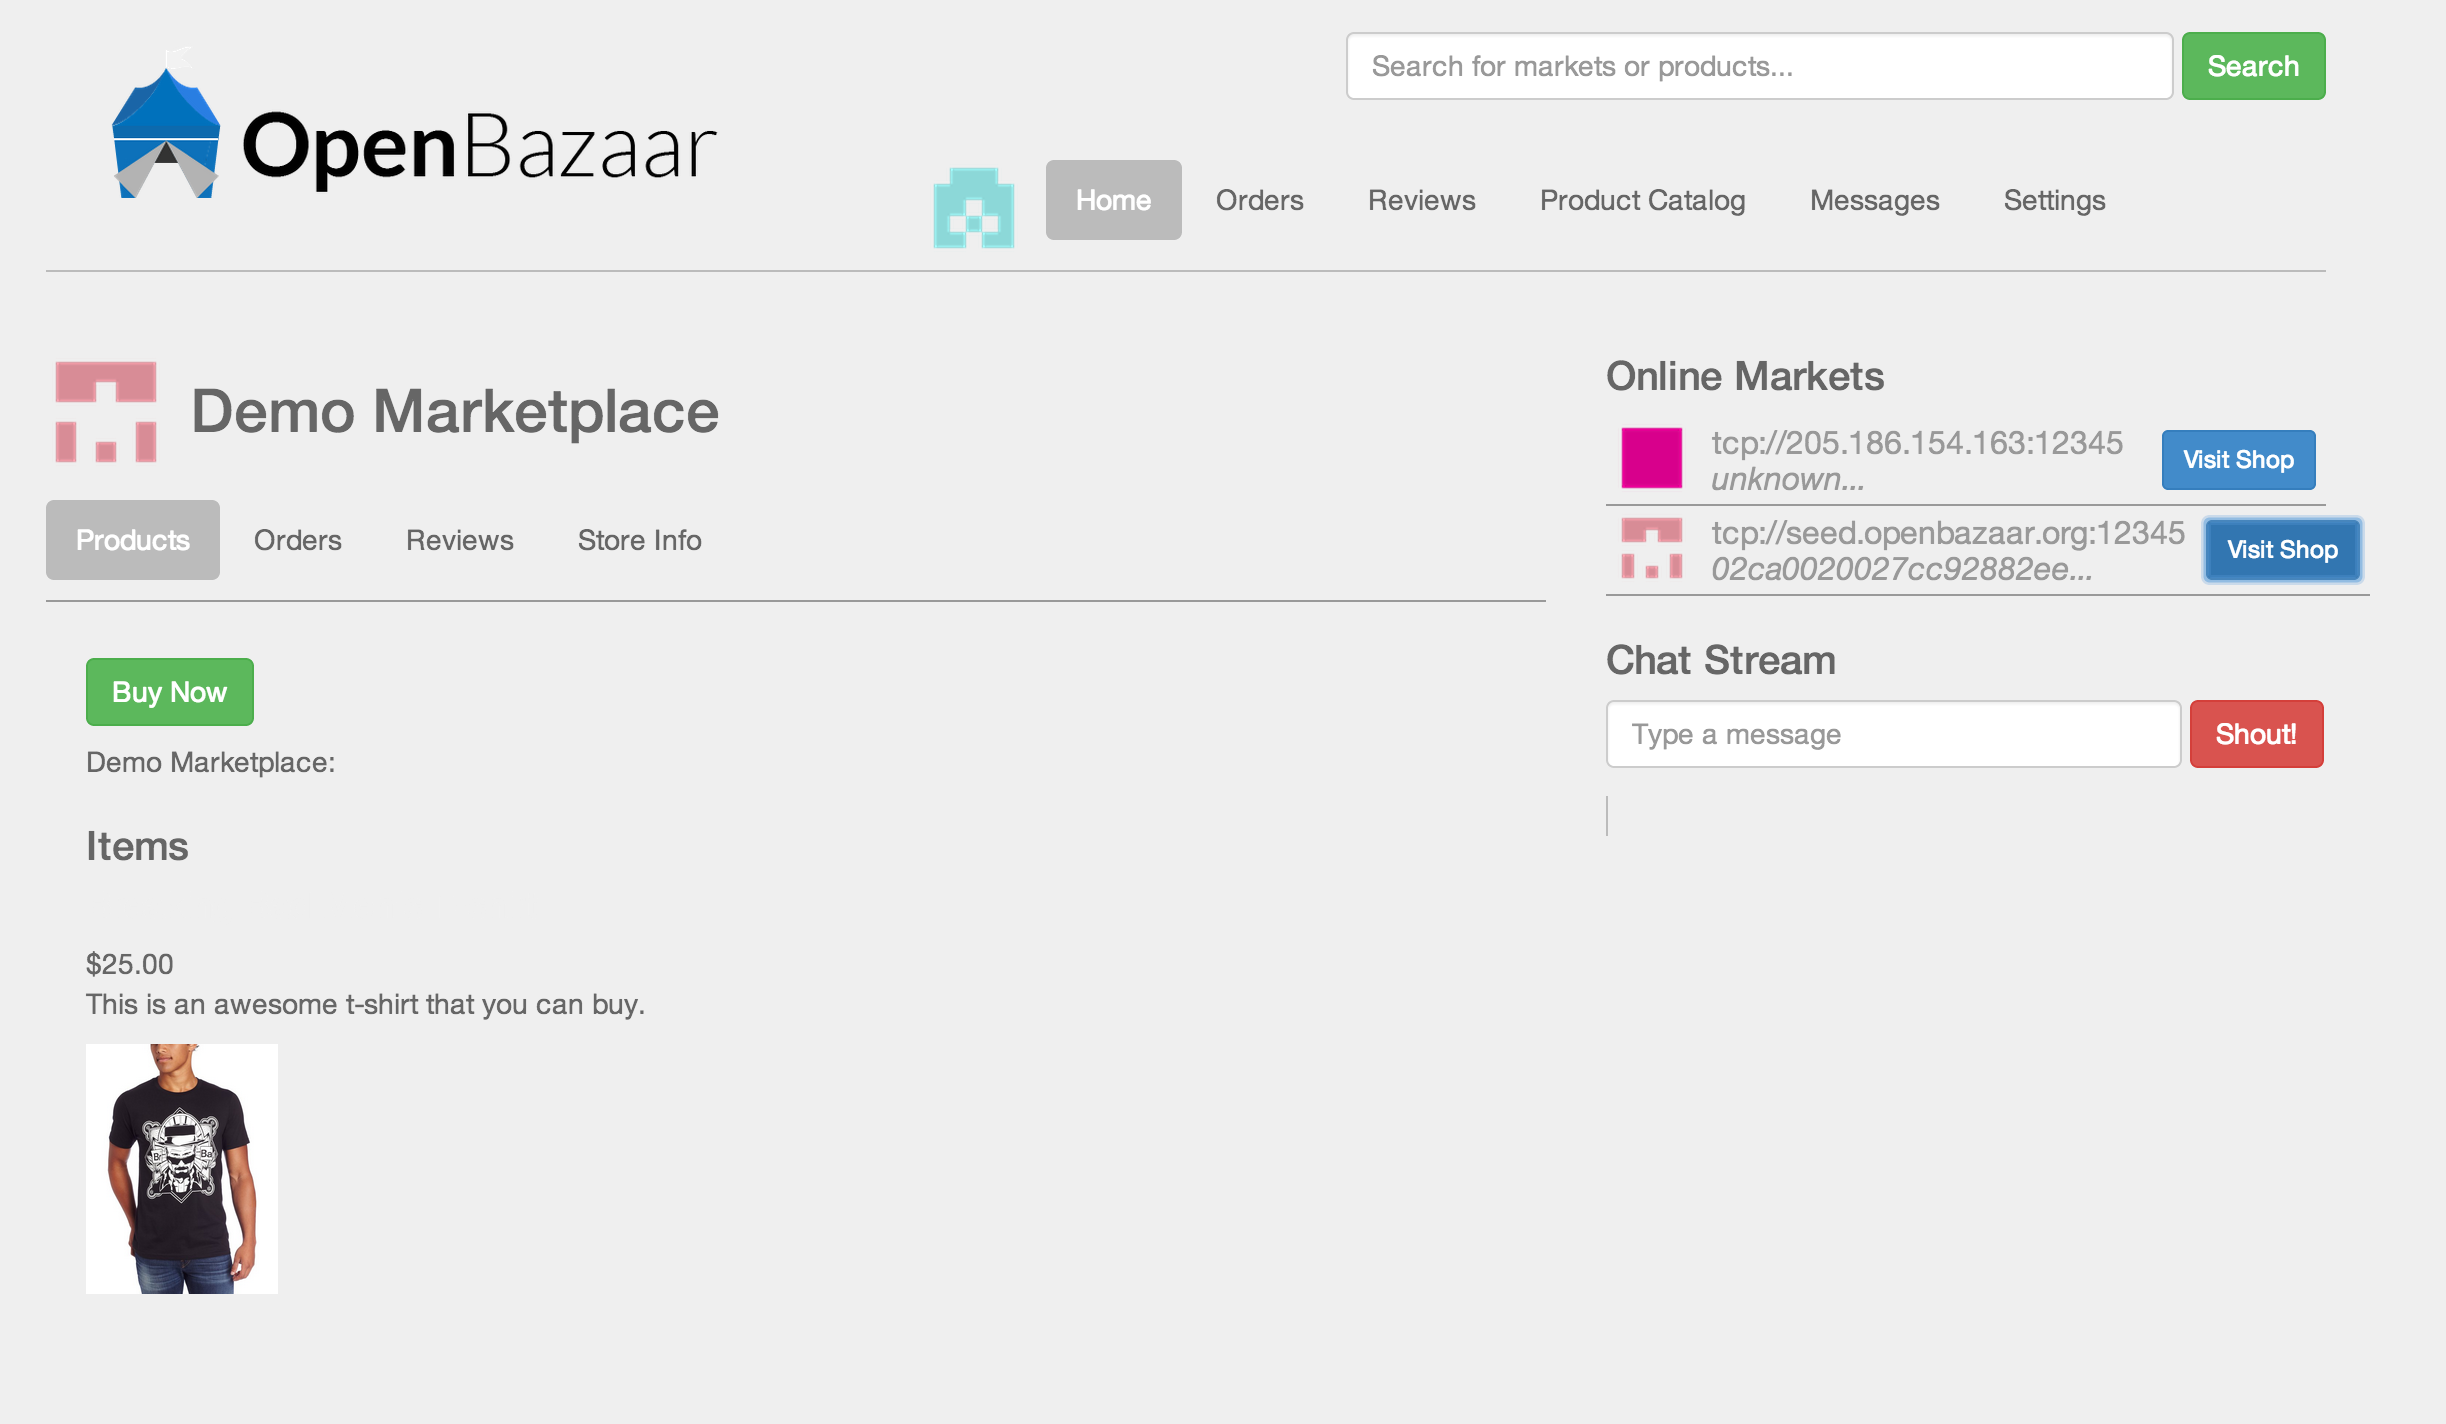 OpenBazaar
Search for markets or products...
Search
Home
Orders
Reviews
Product Catalog
Messages
Settings
Demo Marketplace
Products
Orders
Reviews
Store Info
Buy Now
Demo Marketplace:
Items
$25.00
This is an awesome t-shirt that you can buy.
Br
Ba
Online Markets
tcp://205.186.154.163:12345
unknown...
Visit Shop
tcp://seed.openbazaar.org:12345
02ca0020027cc92882ee...
Visit Shop
Chat Stream
Type a message
Shout!